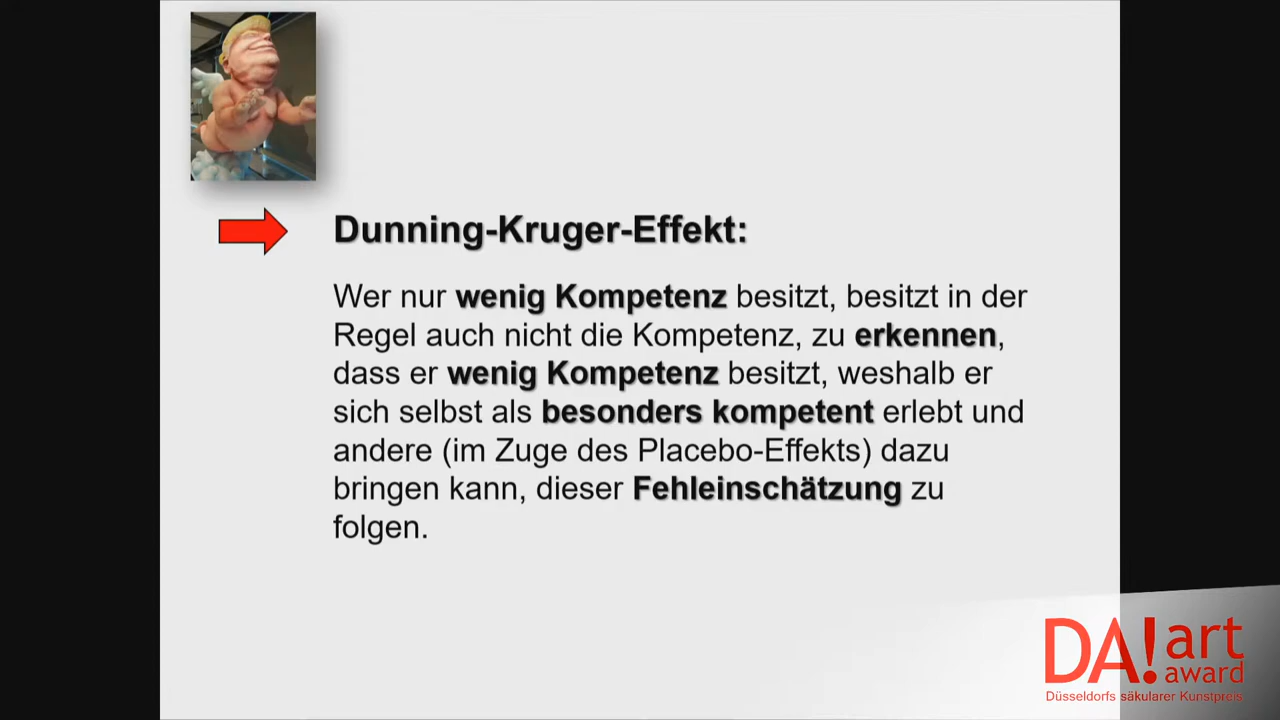 Dunning-Kruger-Effekt:
Wer nur wenig Kompetenz besitzt, besitzt in der
Regel auch nicht die Kompetenz, zu erkennen,
dass er wenig Kompetenz besitzt, weshalb er
sich selbst als besonders kompetent erlebt und
andere (im Zuge des Placebo-Effekts) dazu
bringen kann, dieser Fehleinschätzung zu
folgen.
DA!art
award
Düsseldorfs säkularer Kunstpreis